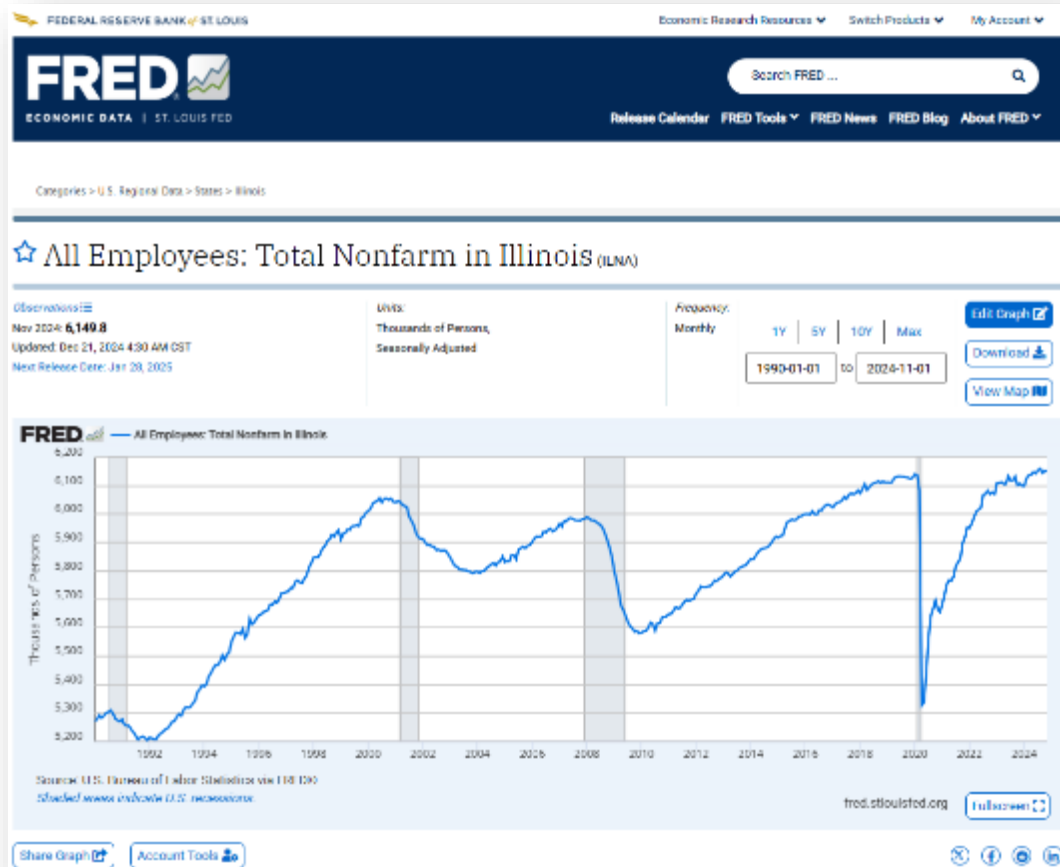 FEDERAL RESERVE BANK of ST. LOUIS
Economic Research Resources
Switch Products
My Account
FRED
ECONOMIC DATA | ST. LOUIS FED
Search FRED ...
Release Calendar
FRED Tools
FRED News
FRED Blog
About FRED
Categories > U.S. Regional Data > States > Illinois
All Employees: Total Nonfarm in Illinois (ILNA)
Observations
Nov 2024: 6,149.8
Updated: Dec 21, 2024 4:30 AM CST
Next Release Date: Jan 28, 2025
Units:
Thousands of Persons,
Seasonally Adjusted
Frequency:
Monthly
1Y | 5Y | 10Y | Max
1990-01-01 to 2024-11-01
Edit Graph
Download
View Map
FRED — All Employees: Total Nonfarm in Illinois
Thousands of Persons
6,200
6,100
6,000
5,900
5,800
5,700
5,600
5,500
5,400
5,300
5,200
1992 1994 1996 1998 2000 2002 2004 2006 2008 2010 2012 2014 2016 2018 2020 2022 2024
Source: U.S. Bureau of Labor Statistics via FRED®
Shaded areas indicate U.S. recessions.
fred.stlouisfed.org
Fullscreen
Share Graph
Account Tools